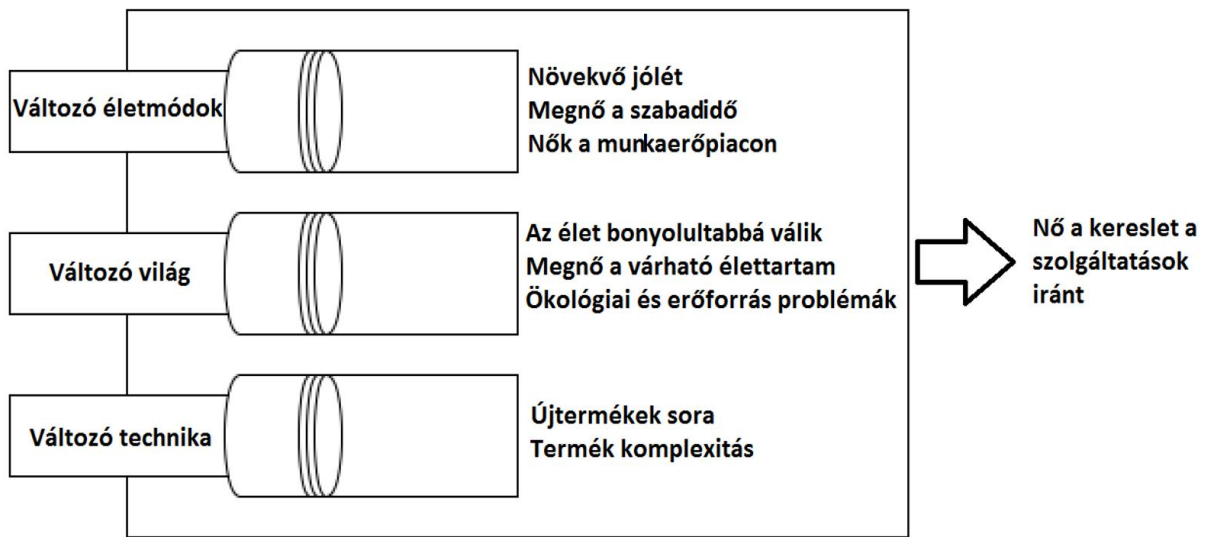 Változó életmódok
Növekvő jólét
Megnő a szabadidő
Nők a munkaerőpiacon
Változó világ
Az élet bonyolultabbá válik
Megnő a várható élettartam
Ökológiai és erőforrás problémák
Változó technika
Újtermékek sora
Termék komplexitás
Nő a kereslet a
szolgáltatások
iránt